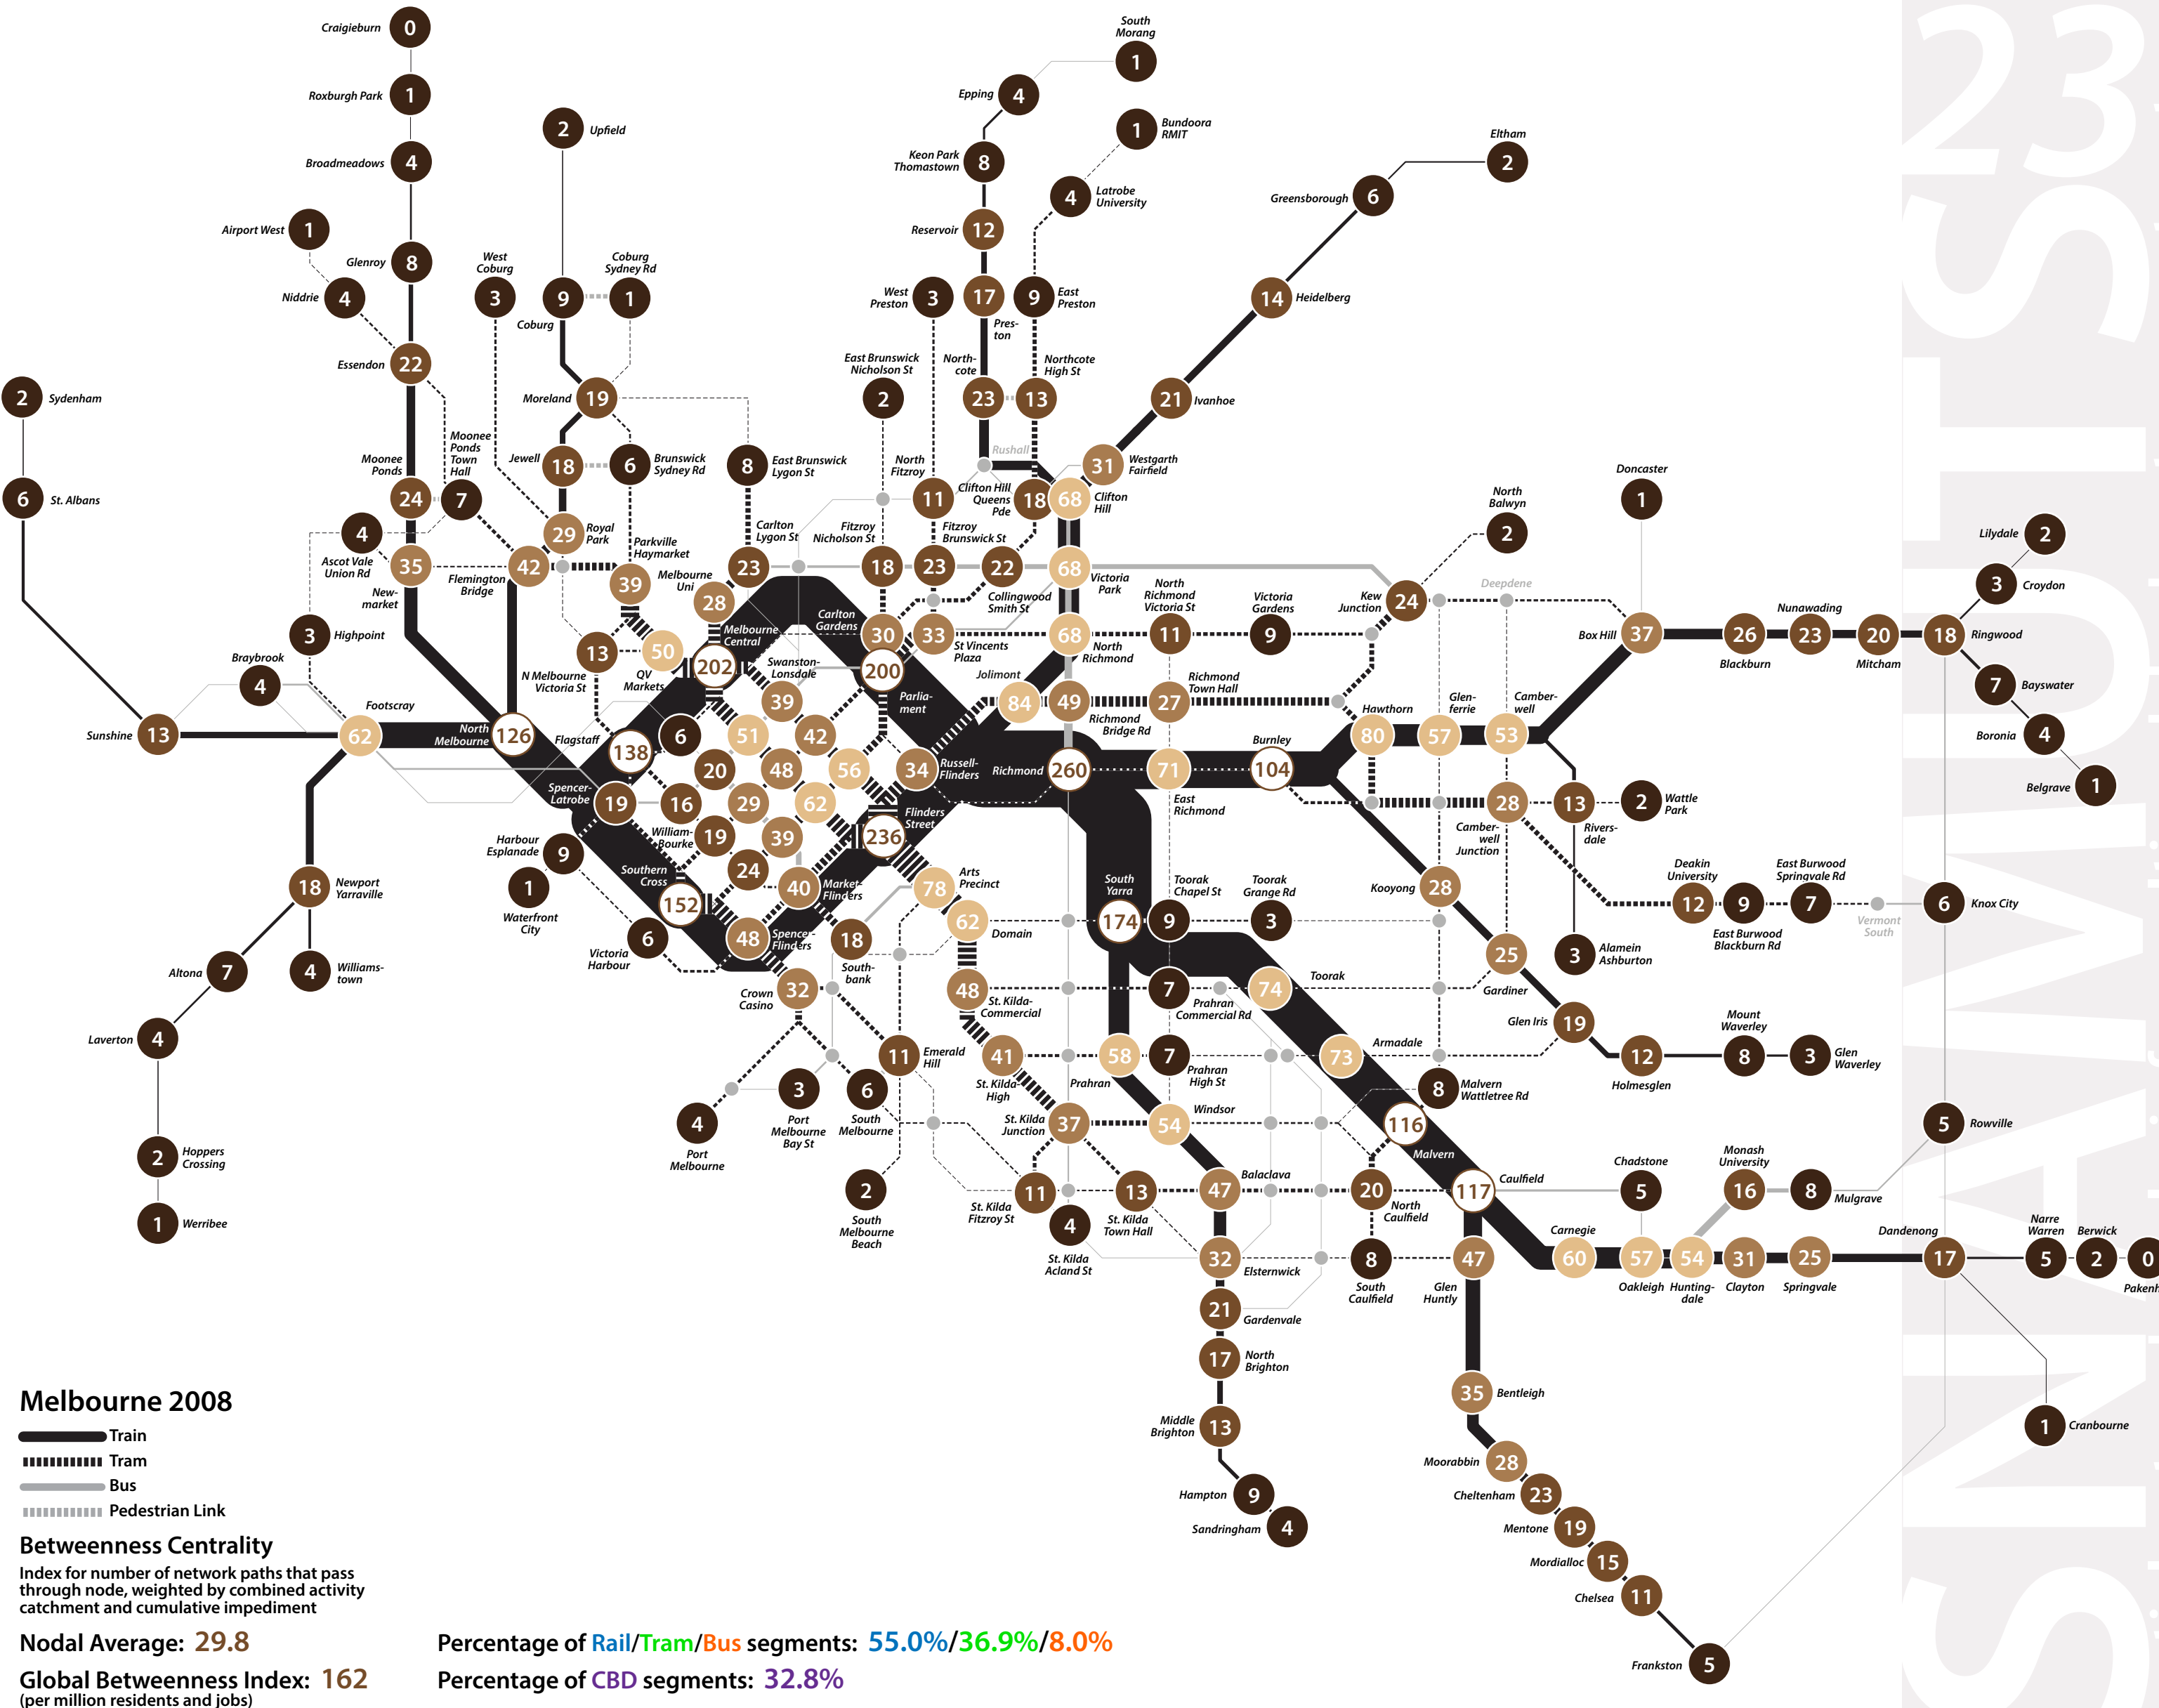 Craigieburn
0
Roxburgh Park
1
Broadmeadows
4
Airport West
1
Glenroy
8
Niddrie
4
Essendon
22
Moonee
Ponds
24
Moonee
Ponds
Town
Hall
7
Ascot Vale
Union Rd
4
New-
market
35
Highpoint
3
Braybrook
4
Sydenham
2
St. Albans
6
Sunshine
13
Footscray
62
North
Melbourne
126
Newport
Yarraville
18
Williams-
town
4
Altona
7
Laverton
4
Hoppers
Crossing
2
Werribee
1
Upfield
2
West
Coburg
3
Coburg
9
Coburg
Sydney Rd
1
Moreland
19
Jewell
18
Brunswick
Sydney Rd
6
East Brunswick
Lygon St
8
Royal
Park
29
Flemington
Bridge
42
Parkville
Haymarket
39
Melbourne
Uni
28
Carlton
Lygon St
23
N Melbourne
Victoria St
13
QV
Markets
50
Melbourne
Central
202
Swanston-
Lonsdale
39
Flagstaff
138
6
51
42
20
48
56
Spencer-
Latrobe
19
16
29
62
William-
Bourke
19
39
24
Market-
Flinders
40
Southern
Cross
152
Spencer-
Flinders
48
Harbour
Esplanade
9
Waterfront
City
1
Victoria
Harbour
6
Crown
Casino
32
South-
bank
18
Flinders
Street
236
Russell-
Flinders
34
Parlia-
ment
200
Carlton
Gardens
30
St Vincents
Plaza
33
Arts
Precinct
78
Domain
62
St. Kilda-
Commercial
48
St. Kilda-
High
41
St. Kilda
Junction
37
Emerald
Hill
11
South
Melbourne
6
Port
Melbourne
Bay St
3
Port
Melbourne
4
South
Melbourne
Beach
2
St. Kilda
Fitzroy St
11
St. Kilda
Acland St
4
St. Kilda
Town Hall
13
South
Morang
1
Epping
4
Bundoora
RMIT
1
Keon Park
Thomastown
8
Latrobe
University
4
Reservoir
12
West
Preston
3
Pres-
ton
17
East
Preston
9
East Brunswick
Nicholson St
2
North-
cote
23
Northcote
High St
13
Rushall
North
Fitzroy
11
Clifton Hill
Queens
Pde
18
Clifton
Hill
68
Westgarth
Fairfield
31
Ivanhoe
21
Heidelberg
14
Greensborough
6
Eltham
2
Fitzroy
Nicholson St
18
Fitzroy
Brunswick St
23
Collingwood
Smith St
22
Victoria
Park
68
North
Richmond
68
North
Richmond
Victoria St
11
Victoria
Gardens
9
Kew
Junction
24
North
Balwyn
2
Deepdene
Doncaster
1
Box Hill
37
Blackburn
26
Nunawading
23
Mitcham
20
Ringwood
18
Croydon
3
Lilydale
2
Bayswater
7
Boronia
4
Belgrave
1
Jolimont
84
Richmond
Bridge Rd
49
Richmond
Town Hall
27
Richmond
260
East
Richmond
71
Burnley
104
Hawthorn
80
Glen-
ferrie
57
Camber-
well
53
Camber-
well
Junction
28
Rivers-
dale
13
Wattle
Park
2
Deakin
University
12
East Burwood
Blackburn Rd
9
East Burwood
Springvale Rd
7
Vermont
South
Knox City
6
Alamein
Ashburton
3
Kooyong
28
Gardiner
25
Glen Iris
19
Holmesglen
12
Mount
Waverley
8
Glen
Waverley
3
South
Yarra
174
Toorak
Chapel St
9
Toorak
Grange Rd
3
Prahran
Commercial Rd
7
Toorak
74
Prahran
58
Prahran
High St
7
Armadale
73
Malvern
Wattletree Rd
8
Windsor
54
Malvern
116
Balaclava
47
North
Caulfield
20
Caulfield
117
Elsternwick
32
South
Caulfield
8
Glen
Huntly
47
Gardenvale
21
North
Brighton
17
Middle
Brighton
13
Hampton
9
Sandringham
4
Bentleigh
35
Moorabbin
28
Cheltenham
23
Mentone
19
Mordialloc
15
Chelsea
11
Frankston
5
Carnegie
60
Chadstone
5
Oakleigh
57
Hunting-
dale
54
Monash
University
16
Mulgrave
8
Rowville
5
Clayton
31
Springvale
25
Dandenong
17
Narre
Warren
5
Berwick
2
0
Cranbourne
1
23
Melbourne 2008
Train
Tram
Bus
Pedestrian Link
Betweenness Centrality
Index for number of network paths that pass
through node, weighted by combined activity
catchment and cumulative impediment
Nodal Average: 29.8
Global Betweenness Index: 162
(per million residents and jobs)
Percentage of Rail/Tram/Bus segments: 55.0%/36.9%/8.0%
Percentage of CBD segments: 32.8%